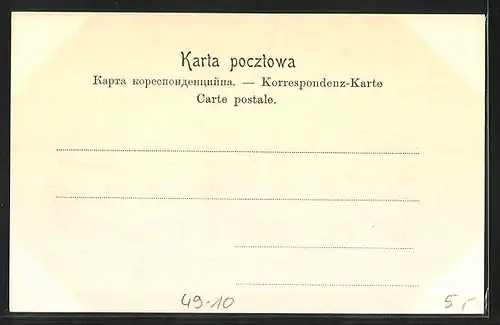 Karta pocztowa
Карта кореспонденцийна. — Korrespondenz-Karte
Carte postale.
49-10 5,-